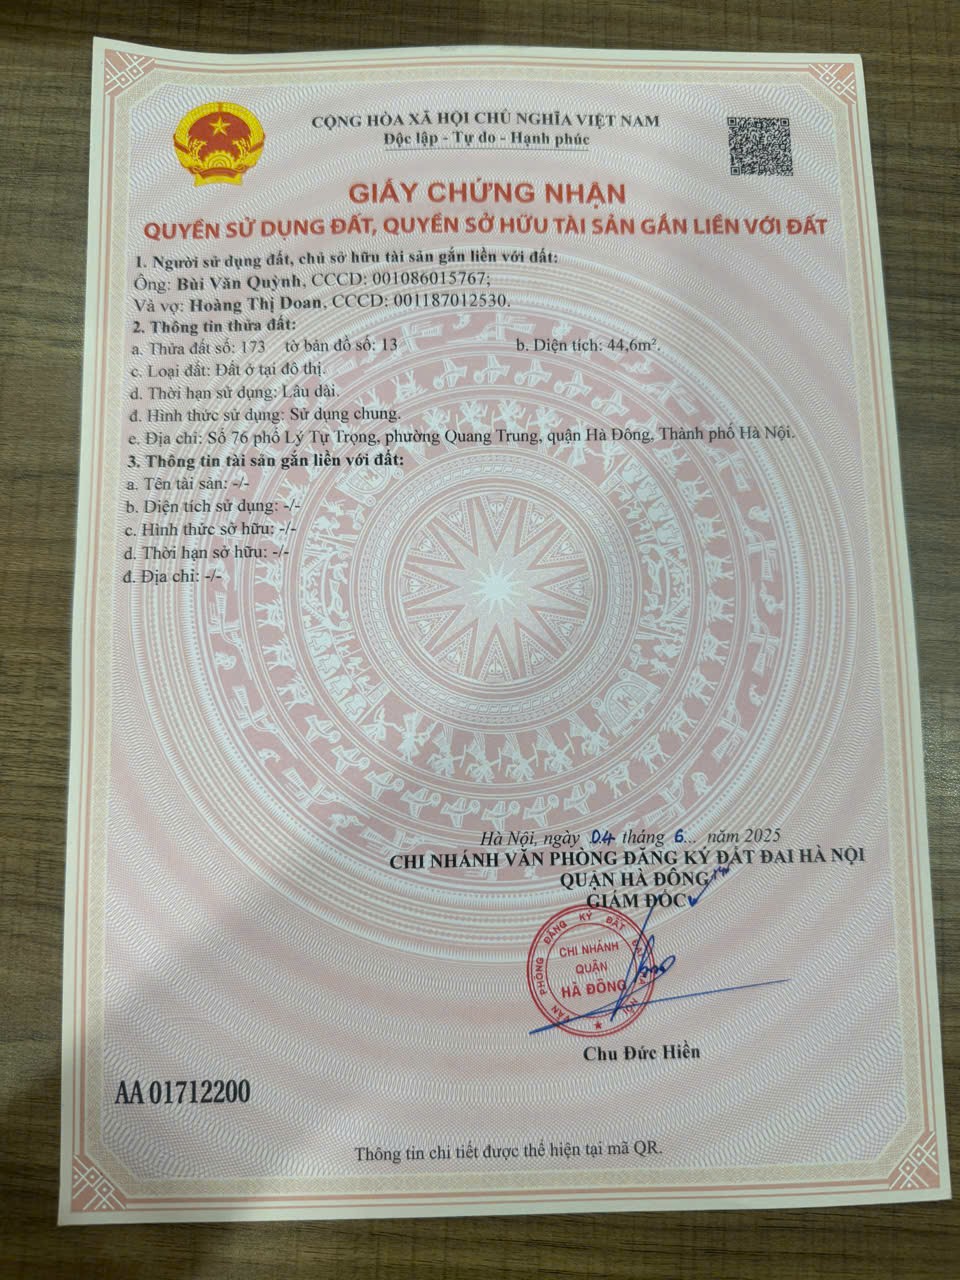 CỘNG HÒA XÃ HỘI CHỦ NGHĨA VIỆT NAM
Độc lập - Tự do - Hạnh phúc
GIẤY CHỨNG NHẬN
QUYỀN SỬ DỤNG ĐẤT, QUYỀN SỞ HỮU TÀI SẢN GẮN LIỀN VỚI ĐẤT
1. Người sử dụng đất, chủ sở hữu tài sản gắn liền với đất:
Ông: Bùi Văn Quỳnh, CCCD: 001086015767;
Và vợ: Hoàng Thị Doan, CCCD: 001187012530.
2. Thông tin thửa đất:
a. Thửa đất số: 173 tờ bản đồ số: 13 b. Diện tích: 44,6m².
c. Loại đất: Đất ở tại đô thị.
d. Thời hạn sử dụng: Lâu dài.
đ. Hình thức sử dụng: Sử dụng chung.
e. Địa chỉ: Số 76 phố Lý Tự Trọng, phường Quang Trung, quận Hà Đông, Thành phố Hà Nội.
3. Thông tin tài sản gắn liền với đất:
a. Tên tài sản: -/-
b. Diện tích sử dụng: -/-
c. Hình thức sở hữu: -/-
d. Thời hạn sở hữu: -/-
đ. Địa chỉ: -/-
Hà Nội, ngày 04 tháng 6... năm 2025
CHI NHÁNH VĂN PHÒNG ĐĂNG KÝ ĐẤT ĐAI HÀ NỘI
QUẬN HÀ ĐÔNG
GIÁM ĐỐC
VĂN PHÒNG ĐĂNG KÝ ĐẤT ĐAI HÀ NỘI
CHI NHÁNH
QUẬN
HÀ ĐÔNG
Chu Đức Hiền
AA 01712200
Thông tin chi tiết được thể hiện tại mã QR.